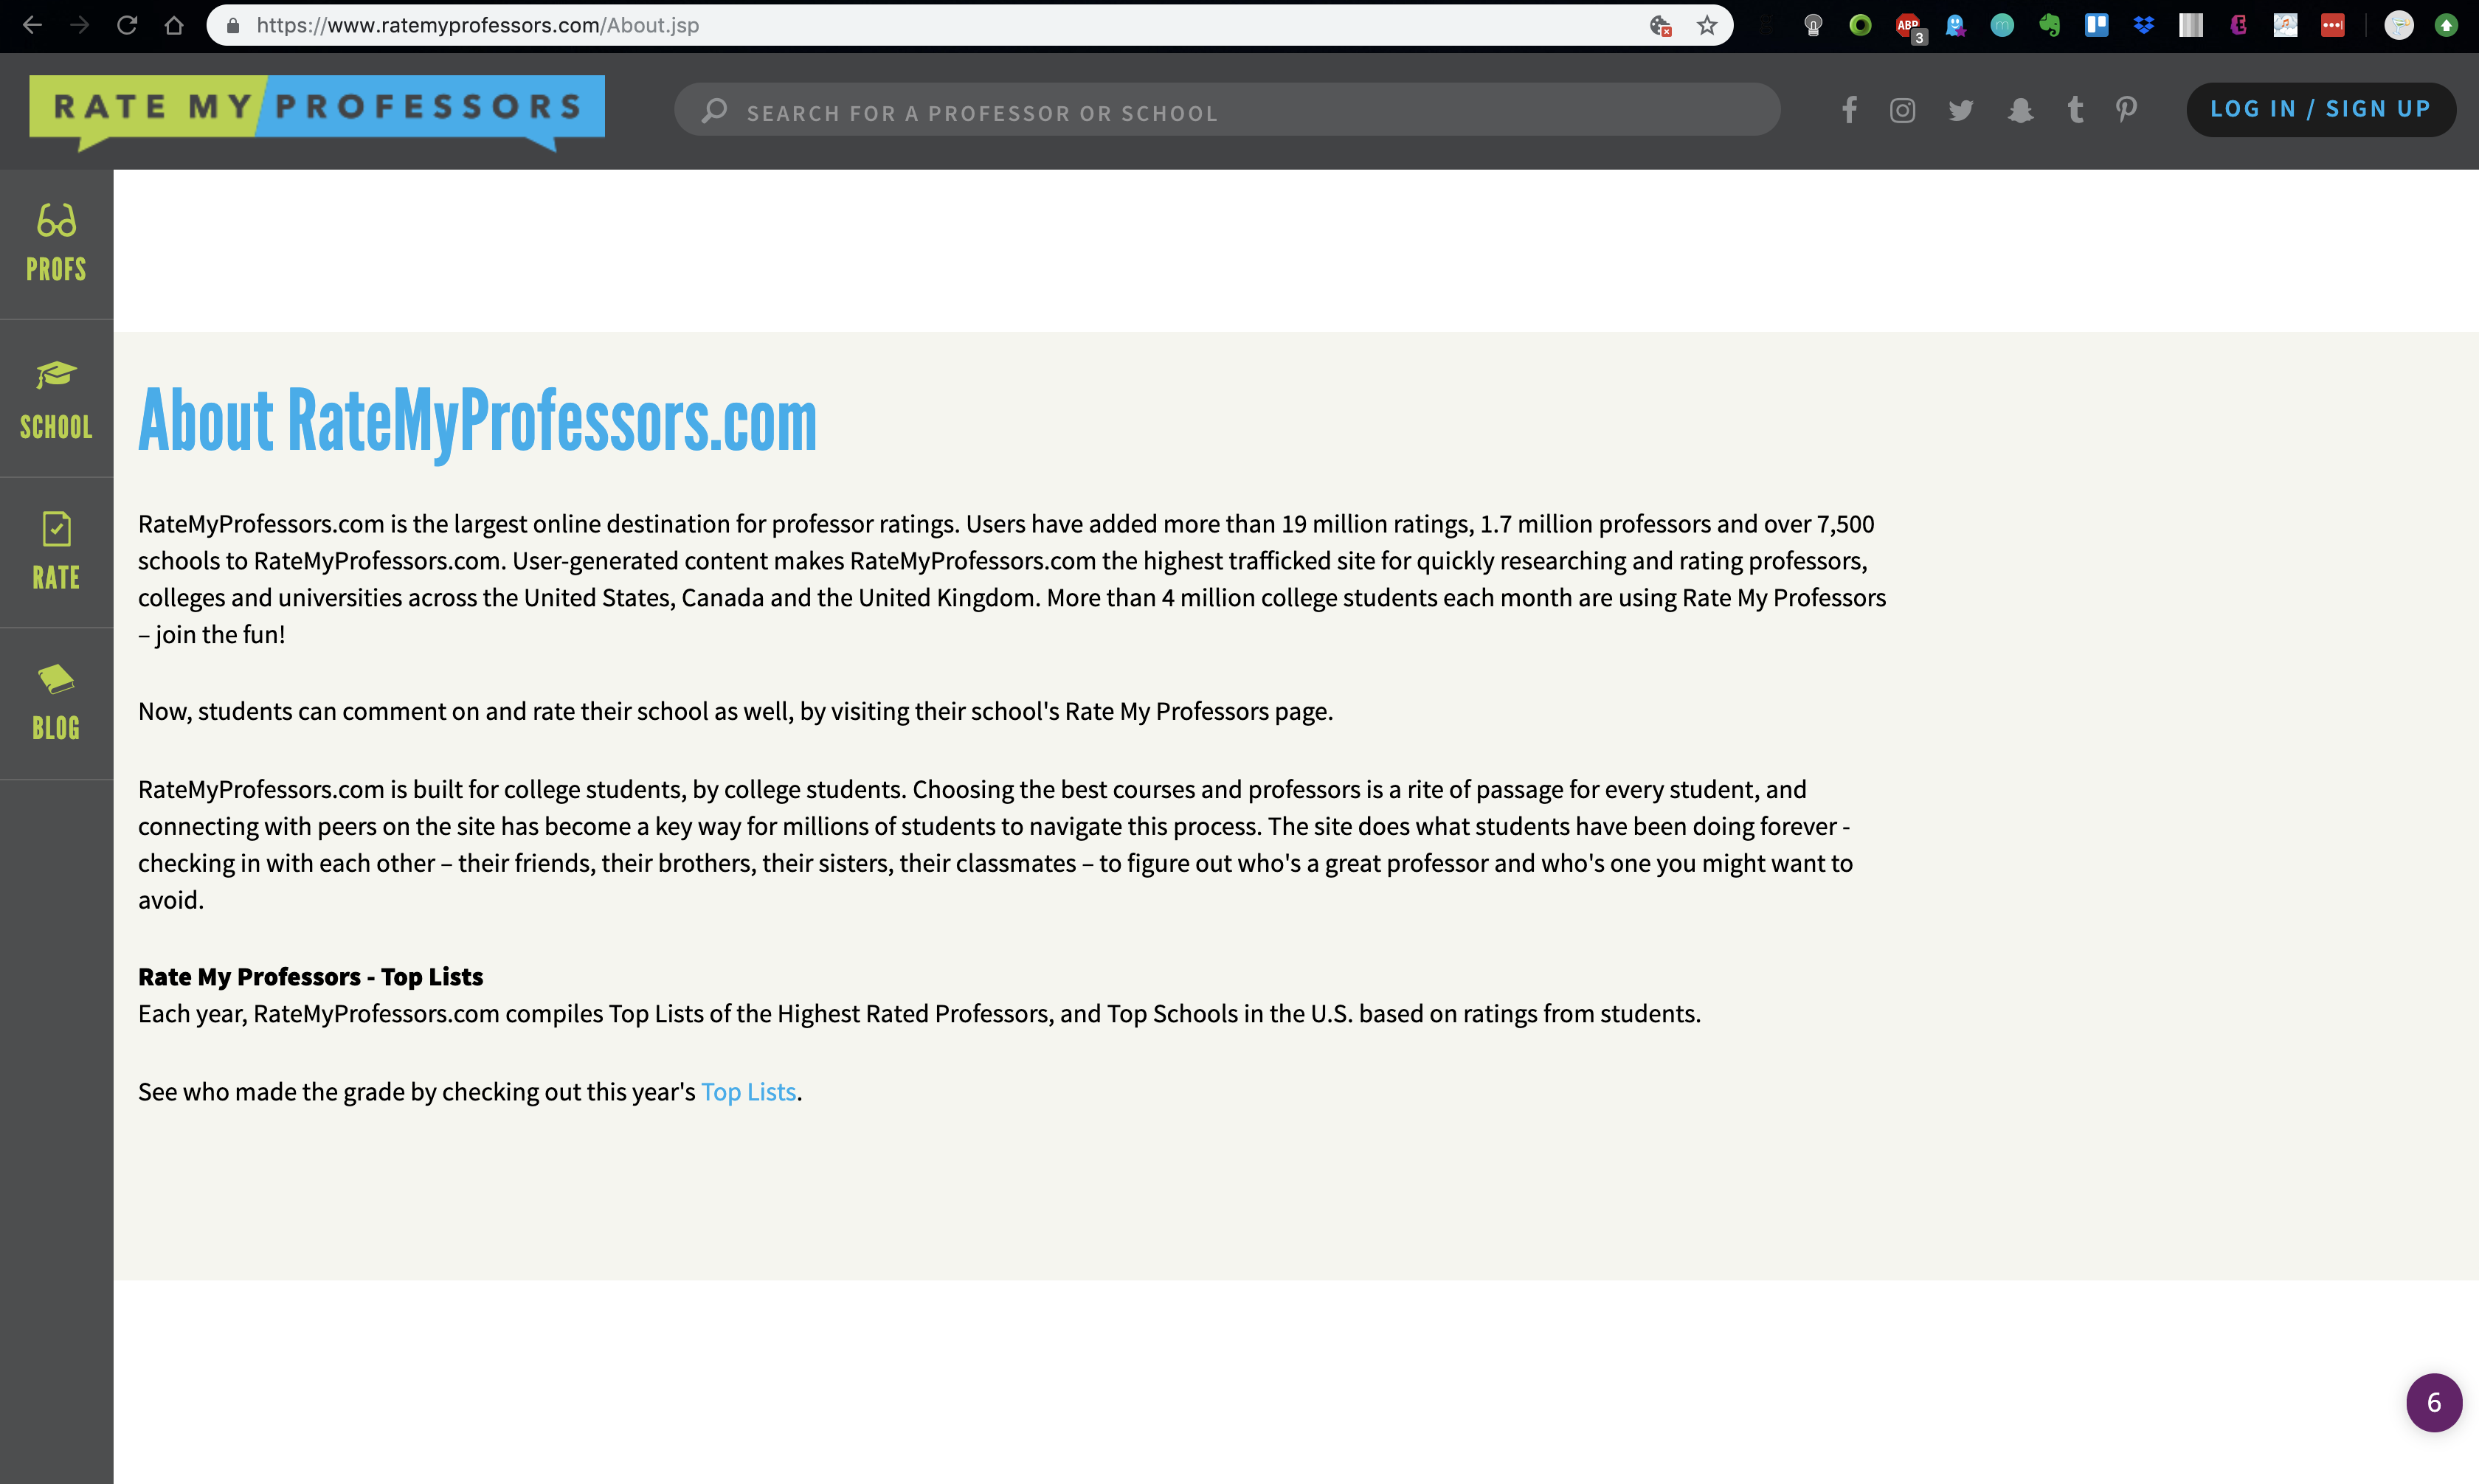 https://www.ratemyprofessors.com/About.jsp
ABP
3
m
RATE MY PROFESSORS
SEARCH FOR A PROFESSOR OR SCHOOL
LOG IN / SIGN UP
PROFS
SCHOOL
RATE
BLOG
About RateMyProfessors.com
RateMyProfessors.com is the largest online destination for professor ratings. Users have added more than 19 million ratings, 1.7 million professors and over 7,500
schools to RateMyProfessors.com. User-generated content makes RateMyProfessors.com the highest trafficked site for quickly researching and rating professors,
colleges and universities across the United States, Canada and the United Kingdom. More than 4 million college students each month are using Rate My Professors
– join the fun!
Now, students can comment on and rate their school as well, by visiting their school's Rate My Professors page.
RateMyProfessors.com is built for college students, by college students. Choosing the best courses and professors is a rite of passage for every student, and
connecting with peers on the site has become a key way for millions of students to navigate this process. The site does what students have been doing forever -
checking in with each other – their friends, their brothers, their sisters, their classmates – to figure out who's a great professor and who's one you might want to
avoid.
Rate My Professors - Top Lists
Each year, RateMyProfessors.com compiles Top Lists of the Highest Rated Professors, and Top Schools in the U.S. based on ratings from students.
See who made the grade by checking out this year's Top Lists.
6